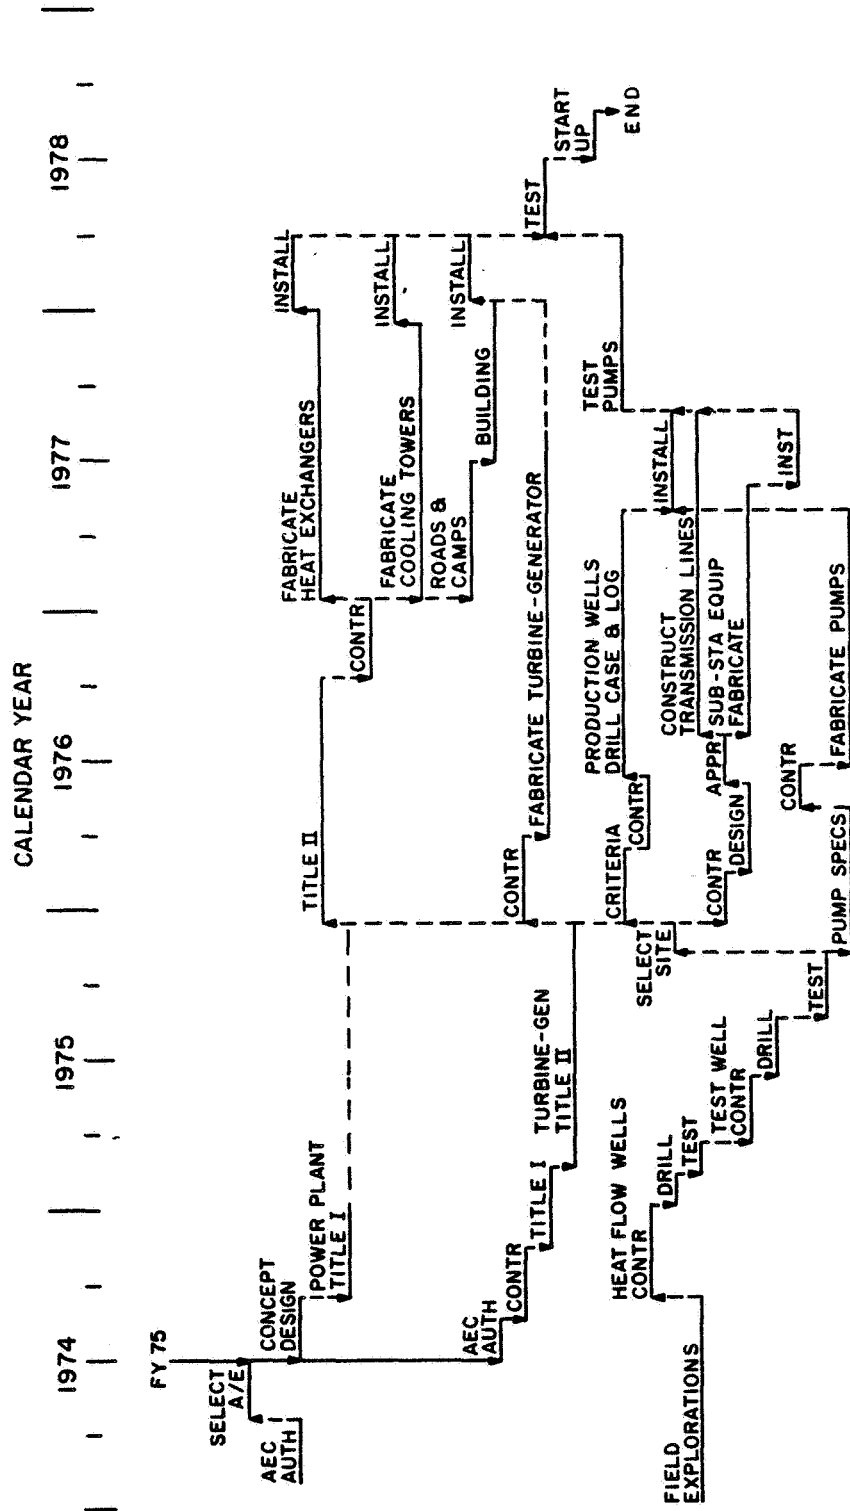 CALENDAR YEAR
1974
1975
1976
1977
1978
FY 75
AEC
AUTH
SELECT
A/E
CONCEPT
DESIGN
POWER PLANT
TITLE I
TITLE II
CONTR
FABRICATE
HEAT EXCHANGERS
INSTALL
FABRICATE
COOLING TOWERS
INSTALL
ROADS &
CAMPS
BUILDING
INSTALL
AEC
AUTH
CONTR
TITLE I
TURBINE-GEN
TITLE II
CONTR
FABRICATE TURBINE-GENERATOR
TEST
START
UP
END
FIELD
EXPLORATIONS
HEAT FLOW WELLS
CONTR
DRILL
TEST
TEST WELL
CONTR
DRILL
TEST
SELECT
SITE
CRITERIA
CONTR
PRODUCTION WELLS
DRILL CASE & LOG
INSTALL
TEST
PUMPS
CONTR
DESIGN
APPR
CONSTRUCT
TRANSMISSION LINES
SUB-STA EQUIP
FABRICATE
INST
PUMP SPECS
CONTR
FABRICATE PUMPS